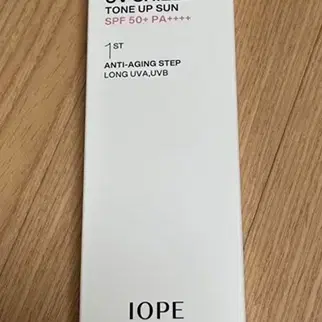 TONE UP SUN
SPF 50+ PA++++
1ST
ANTI-AGING STEP
LONG UVA,UVB
IOPE